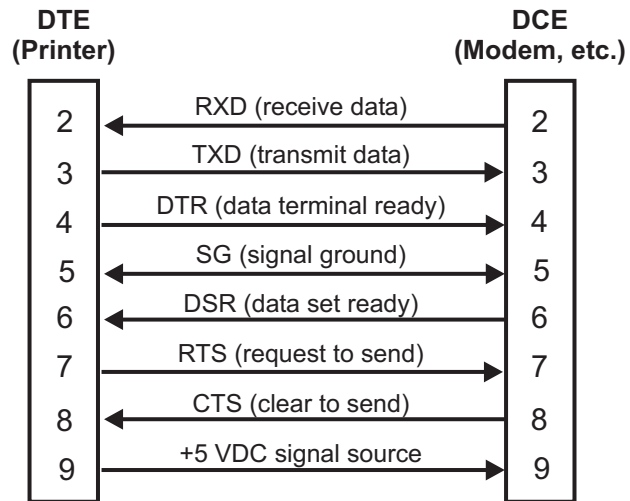 DTE DCE
(Printer) (Modem, etc.)
2 RXD (receive data) 2
3 TXD (transmit data) 3
4 DTR (data terminal ready) 4
5 SG (signal ground) 5
6 DSR (data set ready) 6
7 RTS (request to send) 7
8 CTS (clear to send) 8
9 +5 VDC signal source 9